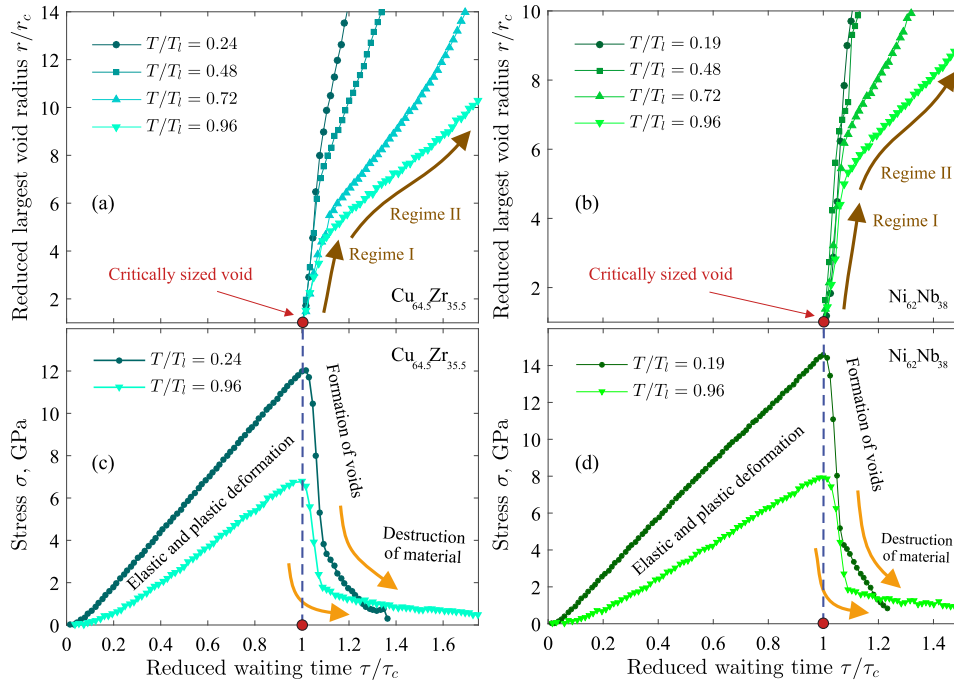 Reduced largest void radius r/r_c
14
12
10
8
6
4
2
T/T_l = 0.24
T/T_l = 0.48
T/T_l = 0.72
T/T_l = 0.96
(a)
Regime II
Regime I
Critically sized void
Cu_64.5Zr_35.5
Reduced largest void radius r/r_c
10
8
6
4
2
T/T_l = 0.19
T/T_l = 0.48
T/T_l = 0.72
T/T_l = 0.96
(b)
Regime II
Regime I
Critically sized void
Ni_62Nb_38
Stress σ, GPa
12
10
8
6
4
2
0
T/T_l = 0.24
T/T_l = 0.96
Cu_64.5Zr_35.5
(c)
Elastic and plastic deformation
Formation of voids
Destruction
of material
0 0.2 0.4 0.6 0.8 1 1.2 1.4 1.6
Reduced waiting time τ/τ_c
Stress σ, GPa
14
12
10
8
6
4
2
0
T/T_l = 0.19
T/T_l = 0.96
Ni_62Nb_38
(d)
Elastic and plastic deformation
Formation of
voids
Destruction
of material
0 0.2 0.4 0.6 0.8 1 1.2 1.4
Reduced waiting time τ/τ_c